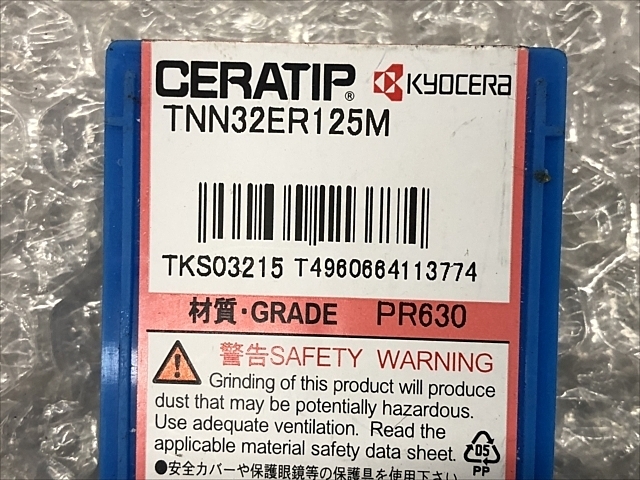 CERATIP® KYOCERA
TNN32ER125M
TKS03215 T4960664113774
材質・GRADE PR630
警告SAFETY WARNING
Grinding of this product will produce
dust that may be potentially hazardous.
Use adequate ventilation. Read the
applicable material safety data sheet.
05
PP
●安全カバーや保護眼鏡等の保護具を使用下さい